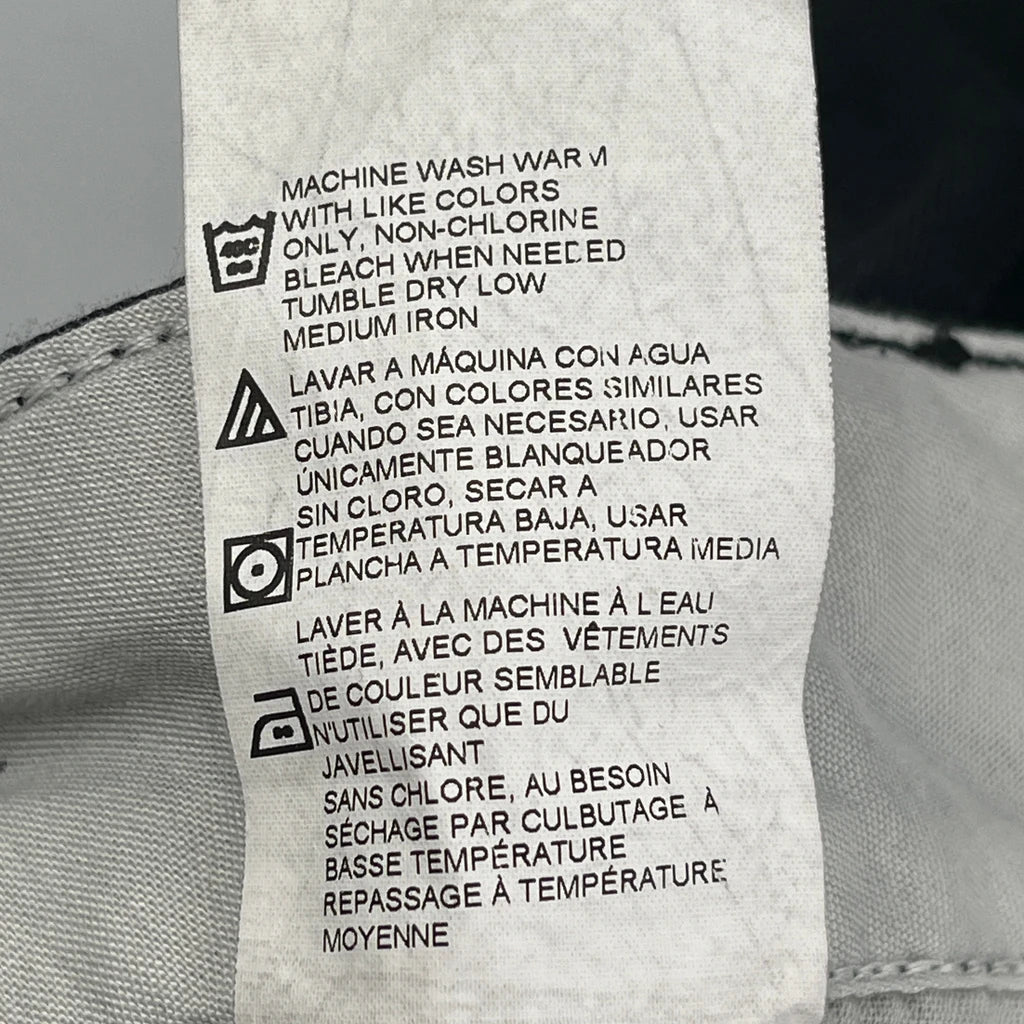 MACHINE WASH WARM
WITH LIKE COLORS
ONLY, NON-CHLORINE
BLEACH WHEN NEEDED
TUMBLE DRY LOW
MEDIUM IRON
40C
LAVAR A MÁQUINA CON AGUA
TIBIA, CON COLORES SIMILARES
CUANDO SEA NECESARIO, USAR
ÚNICAMENTE BLANQUEADOR
SIN CLORO, SECAR A
TEMPERATURA BAJA, USAR
PLANCHA A TEMPERATURA MEDIA
LAVER À LA MACHINE À L EAU
TIÈDE, AVEC DES VÊTEMENTS
DE COULEUR SEMBLABLE
N'UTILISER QUE DU
JAVELLISANT
SANS CHLORE, AU BESOIN
SÉCHAGE PAR CULBUTAGE À
BASSE TEMPÉRATURE
REPASSAGE À TEMPÉRATURE
MOYENNE